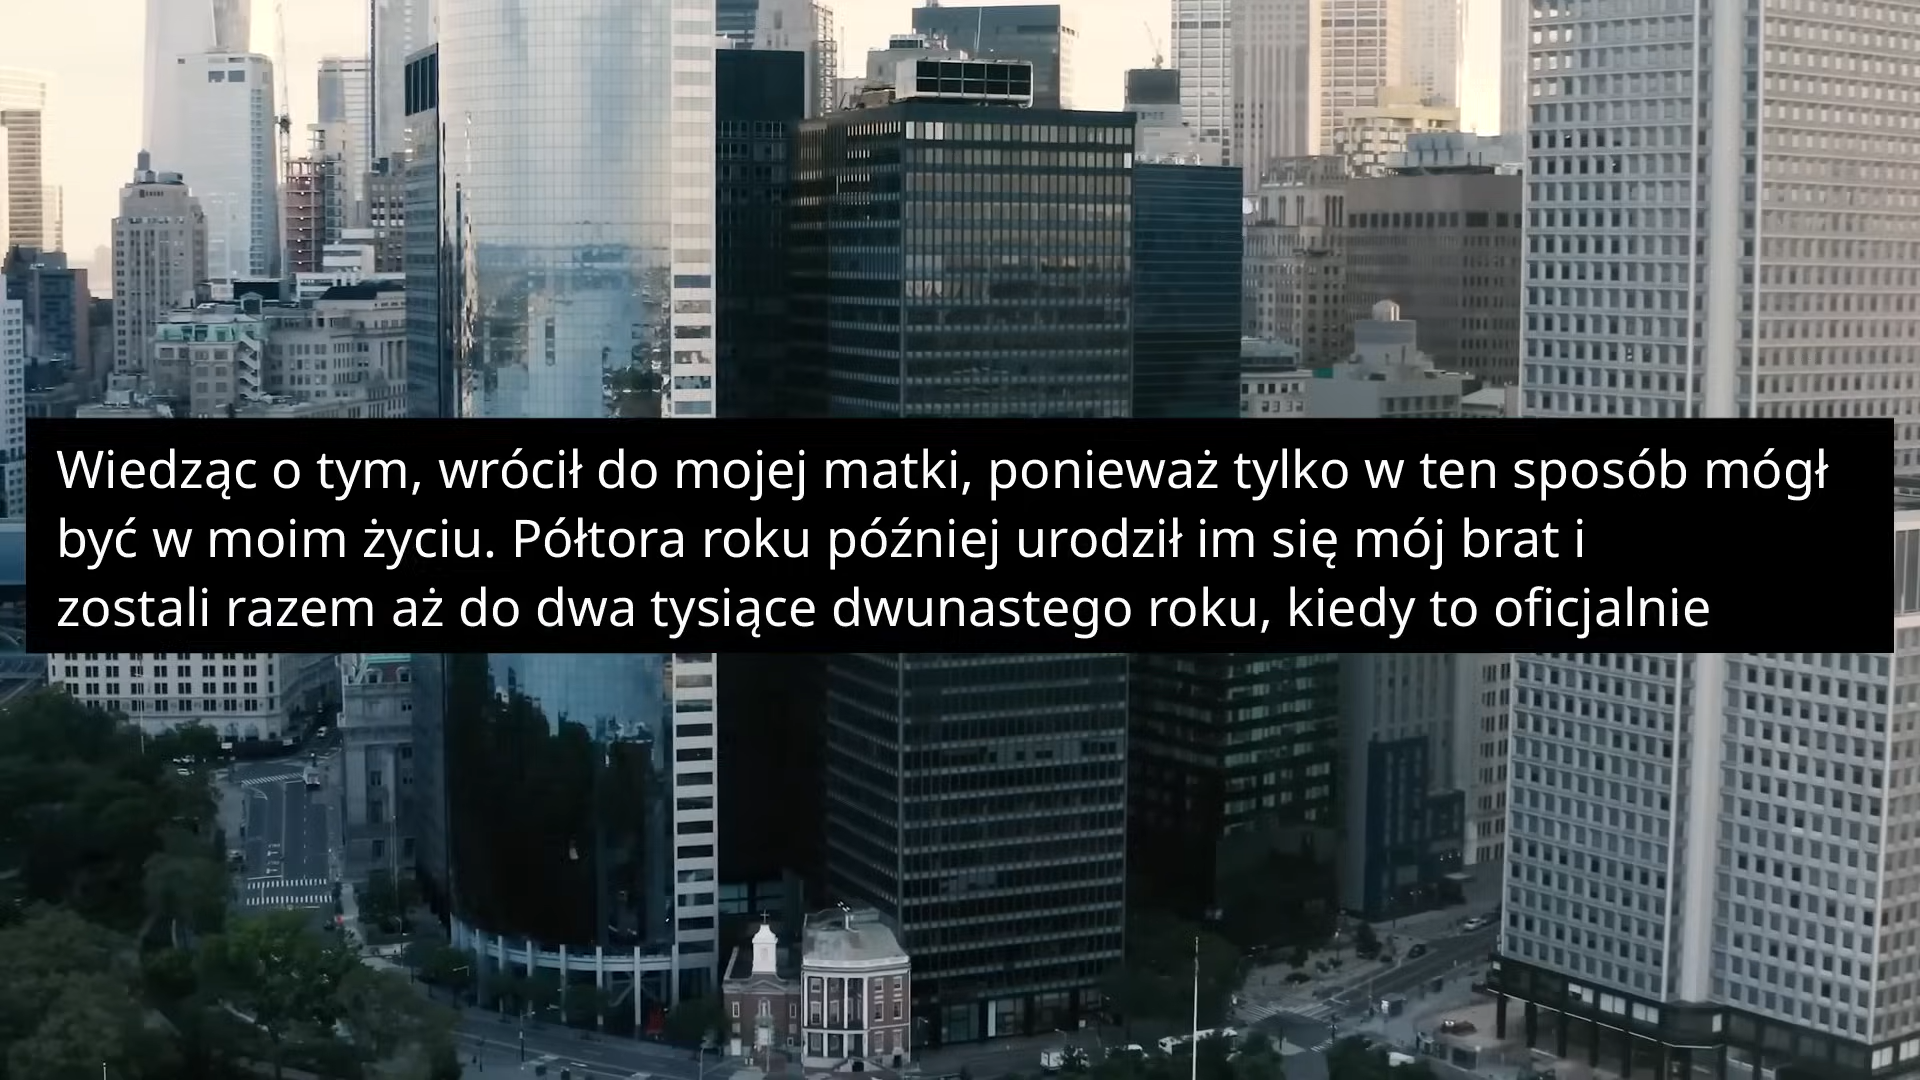 Wiedząc o tym, wrócił do mojej matki, ponieważ tylko w ten sposób mógł
być w moim życiu. Półtora roku później urodził im się mój brat i
zostali razem aż do dwa tysiące dwunastego roku, kiedy to oficjalnie